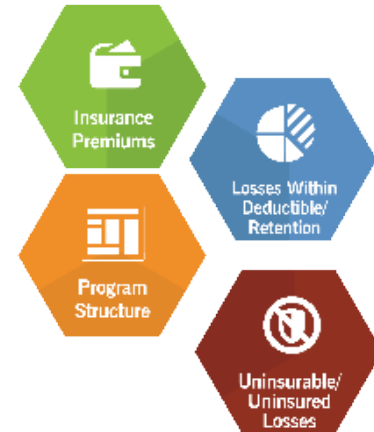 Insurance
Premiums
Losses Within
Deductible/
Retention
Program
Structure
Uninsurable/
Uninsured
Losses